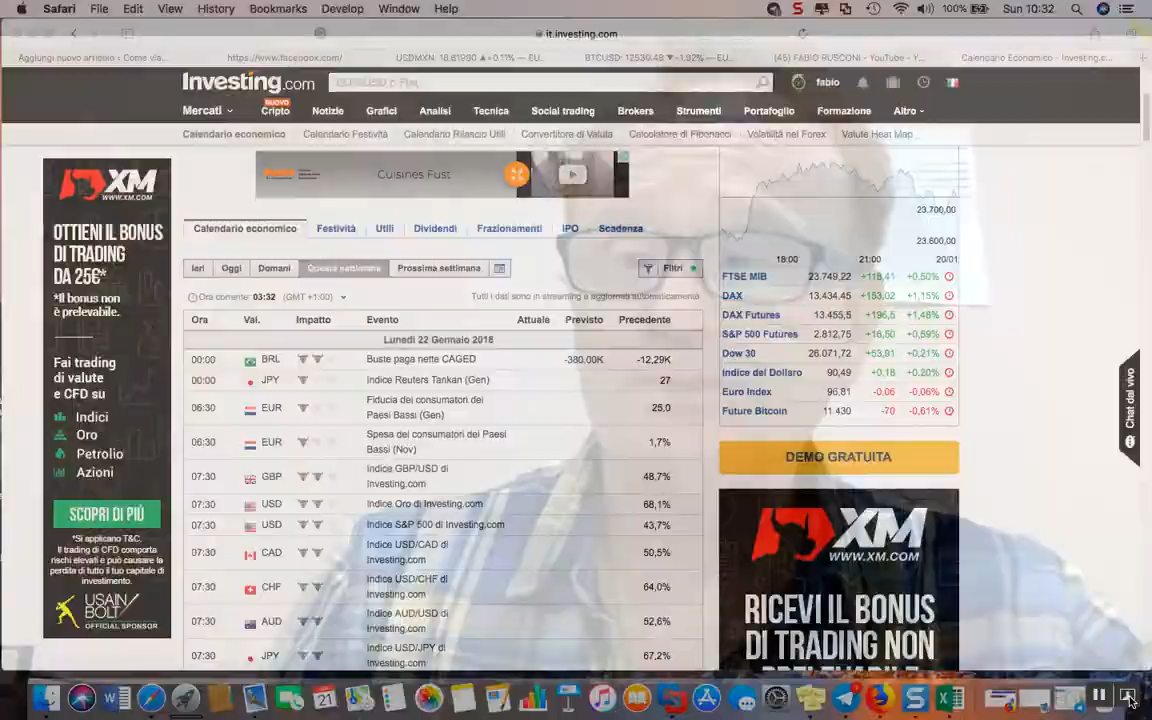 Safari File Edit View History Bookmarks Develop Window Help 100% Sun 10:32
it.investing.com
Aggiungi nuovo articolo ‹ Come via... https://www.facebook.com/ USDMXN: 18.61990 ▲+0.11% — EU... BTCUSD: 12530.48 ▼−1.92% — EU... (45) FABIO RUSCONI - YouTube - Y... Calendario Economico - Investing.c...
Investing.com fabio
Mercati NUOVO Cripto Notizie Grafici Analisi Tecnica Social trading Brokers Strumenti Portafoglio Formazione Altro
Calendario economico Calendario Festività Calendario Rilascio Utili Convertitore di Valuta Calcolatore di Fibonacci Volatilità nel Forex Valute Heat Map
Cuisines Fust
XM
WWW.XM.COM
OTTIENI IL BONUS
DI TRADING
DA 25€*
*Il bonus non
è prelevabile.
Fai trading
di valute
e CFD su
Indici
Oro
Petrolio
Azioni
SCOPRI DI PIÙ
*Si applicano T&C.
Il trading di CFD comporta
rischi elevati e può causare la
perdita di tutto il tuo capitale di
investimento.
USAIN
BOLT
OFFICIAL SPONSOR
Calendario economico Festività Utili Dividendi Frazionamenti IPO Scadenza
Ieri Oggi Domani Questa settimana Prossima settimana Filtri
Ora corrente: 03:32 (GMT +1:00) Tutti i dati sono in streaming e aggiornati automaticamente
Ora Val. Impatto Evento Attuale Previsto Precedente
Lunedì 22 Gennaio 2018
00:00 BRL Buste paga nette CAGED -380,00K -12,29K
00:00 JPY Indice Reuters Tankan (Gen) 27
06:30 EUR Fiducia dei consumatori dei
Paesi Bassi (Gen) 25,0
06:30 EUR Spesa dei consumatori dei Paesi
Bassi (Nov) 1,7%
07:30 GBP Indice GBP/USD di
Investing.com 48,7%
07:30 USD Indice Oro di Investing.com 68,1%
07:30 USD Indice S&P 500 di Investing.com 43,7%
07:30 CAD Indice USD/CAD di
Investing.com 50,5%
07:30 CHF Indice USD/CHF di
Investing.com 64,0%
07:30 AUD Indice AUD/USD di
Investing.com 52,6%
07:30 JPY Indice USD/JPY di
Investing.com 67,2%
23.700,00
23.600,00
18:00 21:00 20/01
FTSE MIB 23.749,22 +118,41 +0,50%
DAX 13.434,45 +153,02 +1,15%
DAX Futures 13.455,5 +196,5 +1,48%
S&P 500 Futures 2.812,75 +16,50 +0,59%
Dow 30 26.071,72 +53,91 +0,21%
Indice del Dollaro 90,49 +0,18 +0,20%
Euro Index 96,81 -0,06 -0,06%
Future Bitcoin 11.430 -70 -0,61%
DEMO GRATUITA
XM
WWW.XM.COM
RICEVI IL BONUS
DI TRADING NON
PRELEVABILE
Chat dal vivo
21